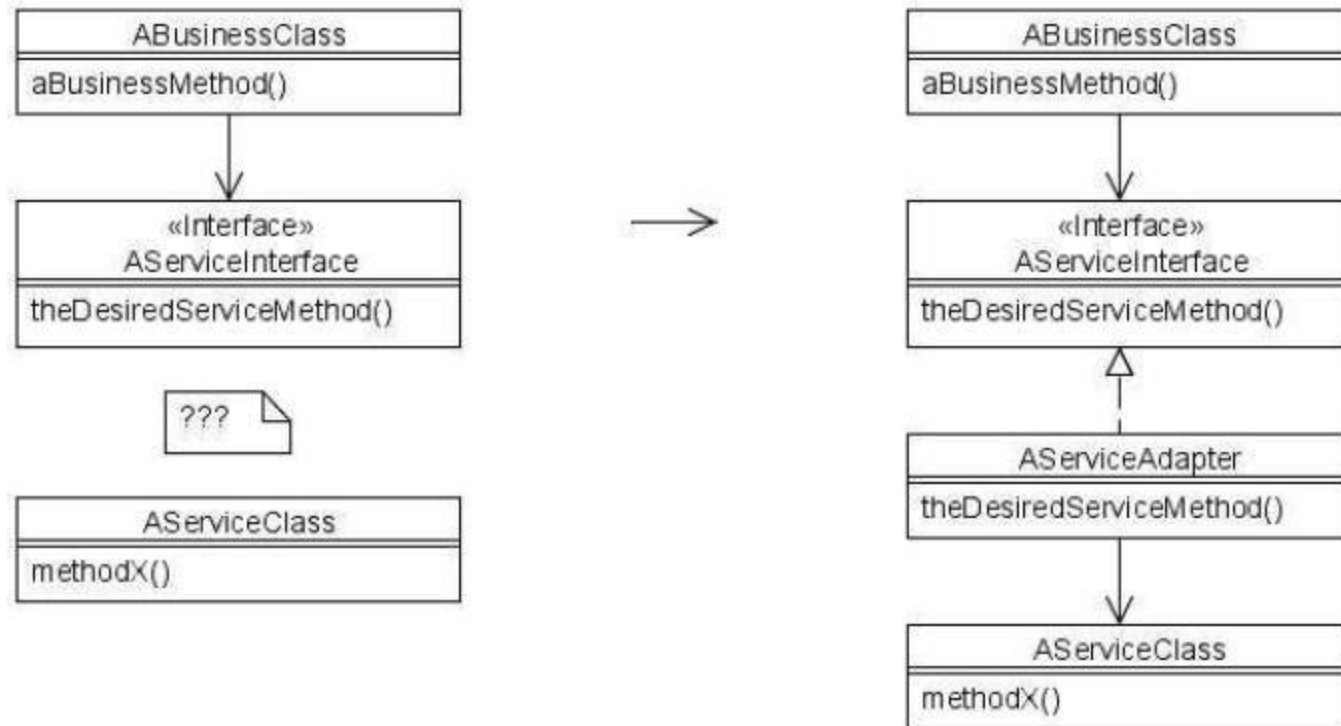 ABusinessClass
aBusinessMethod()
«Interface»
AServiceInterface
theDesiredServiceMethod()
???
AServiceClass
methodX()
ABusinessClass
aBusinessMethod()
«Interface»
AServiceInterface
theDesiredServiceMethod()
AServiceAdapter
theDesiredServiceMethod()
AServiceClass
methodX()